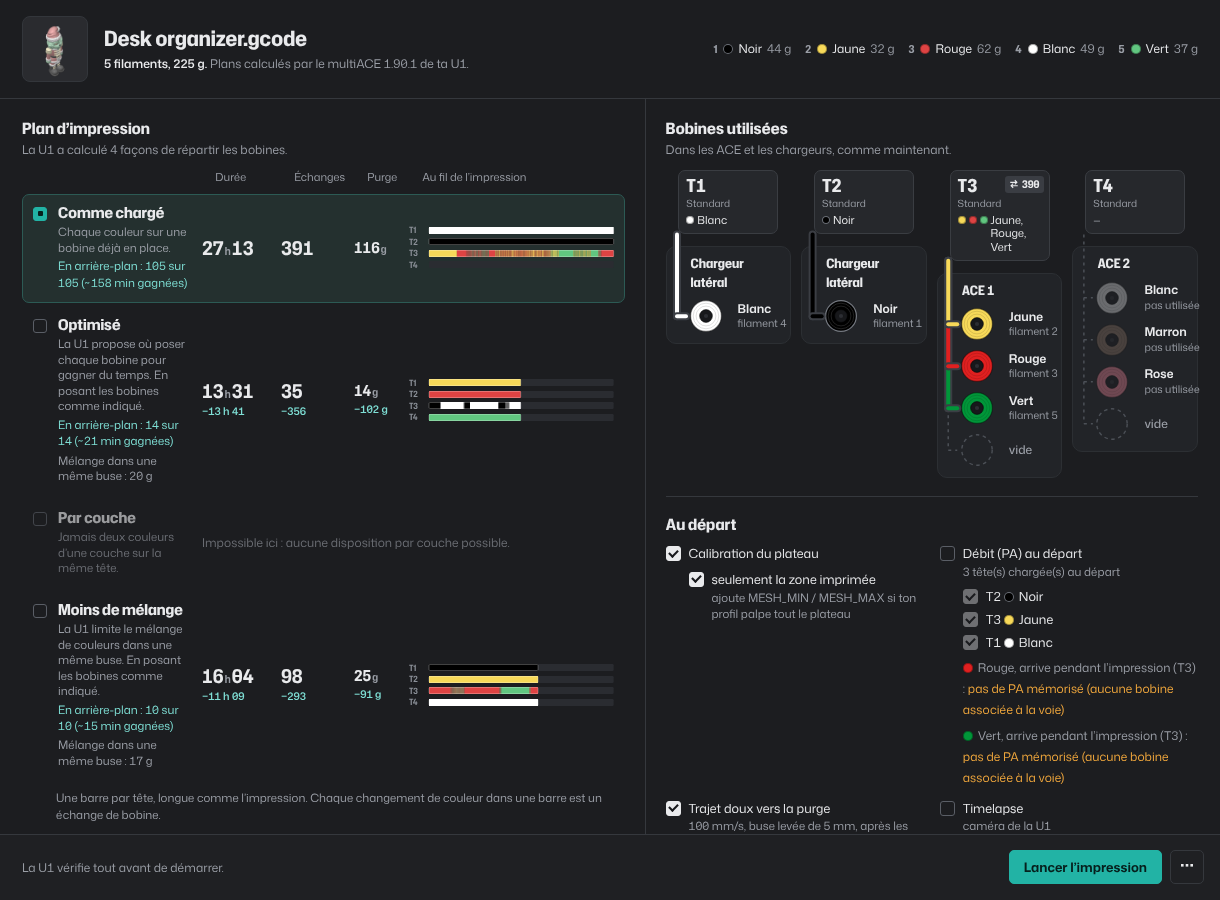 Desk organizer.gcode
5 filaments, 225 g. Plans calculés par le multiACE 1.90.1 de ta U1.
1 Noir 44 g 2 Jaune 32 g 3 Rouge 62 g 4 Blanc 49 g 5 Vert 37 g
Plan d'impression
La U1 a calculé 4 façons de répartir les bobines.
Durée Échanges Purge Au fil de l'impression
Comme chargé
Chaque couleur sur une
bobine déjà en place.
En arrière-plan : 105 sur
105 (~158 min gagnées)
27h13 391 116g
T1
T2
T3
T4
Optimisé
La U1 propose où poser
chaque bobine pour
gagner du temps. En
posant les bobines
comme indiqué.
En arrière-plan : 14 sur
14 (~21 min gagnées)
Mélange dans une
même buse : 20 g
13h31 35 14g
−13 h 41 −356 −102 g
T1
T2
T3
T4
Par couche
Jamais deux couleurs
d'une couche sur la
même tête.
Impossible ici : aucune disposition par couche possible.
Moins de mélange
La U1 limite le mélange
de couleurs dans une
même buse. En posant
les bobines comme
indiqué.
En arrière-plan : 10 sur
10 (~15 min gagnées)
Mélange dans une
même buse : 17 g
16h04 98 25g
−11 h 09 −293 −91 g
T1
T2
T3
T4
Une barre par tête, longue comme l'impression. Chaque changement de couleur dans une barre est un
échange de bobine.
Bobines utilisées
Dans les ACE et les chargeurs, comme maintenant.
T1
Standard
Blanc
Chargeur
latéral
Blanc
filament 4
T2
Standard
Noir
Chargeur
latéral
Noir
filament 1
T3 ⇄ 390
Standard
Jaune,
Rouge,
Vert
ACE 1
Jaune
filament 2
Rouge
filament 3
Vert
filament 5
vide
T4
Standard
–
ACE 2
Blanc
pas utilisée
Marron
pas utilisée
Rose
pas utilisée
vide
Au départ
Calibration du plateau
seulement la zone imprimée
ajoute MESH_MIN / MESH_MAX si ton
profil palpe tout le plateau
Débit (PA) au départ
3 tête(s) chargée(s) au départ
T2 Noir
T3 Jaune
T1 Blanc
Rouge, arrive pendant l'impression (T3)
: pas de PA mémorisé (aucune bobine
associée à la voie)
Vert, arrive pendant l'impression (T3) :
pas de PA mémorisé (aucune bobine
associée à la voie)
Trajet doux vers la purge
100 mm/s, buse levée de 5 mm, après les
Timelapse
caméra de la U1
La U1 vérifie tout avant de démarrer.
Lancer l'impression
···